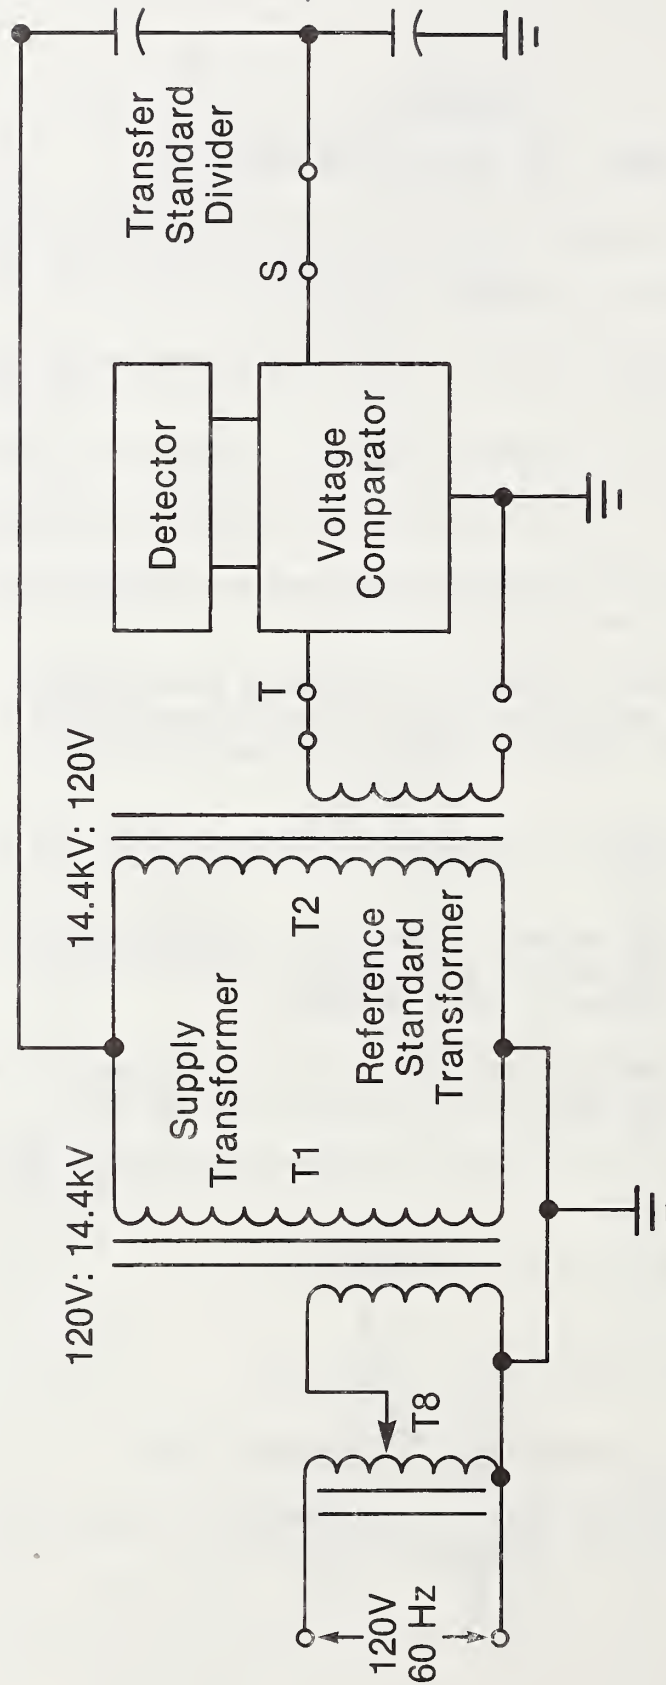 120V
60 Hz
T8
120V: 14.4kV
Supply
Transformer
T1
14.4kV: 120V
T2
Reference
Standard
Transformer
T
Detector
Voltage
Comparator
S
Transfer
Standard
Divider